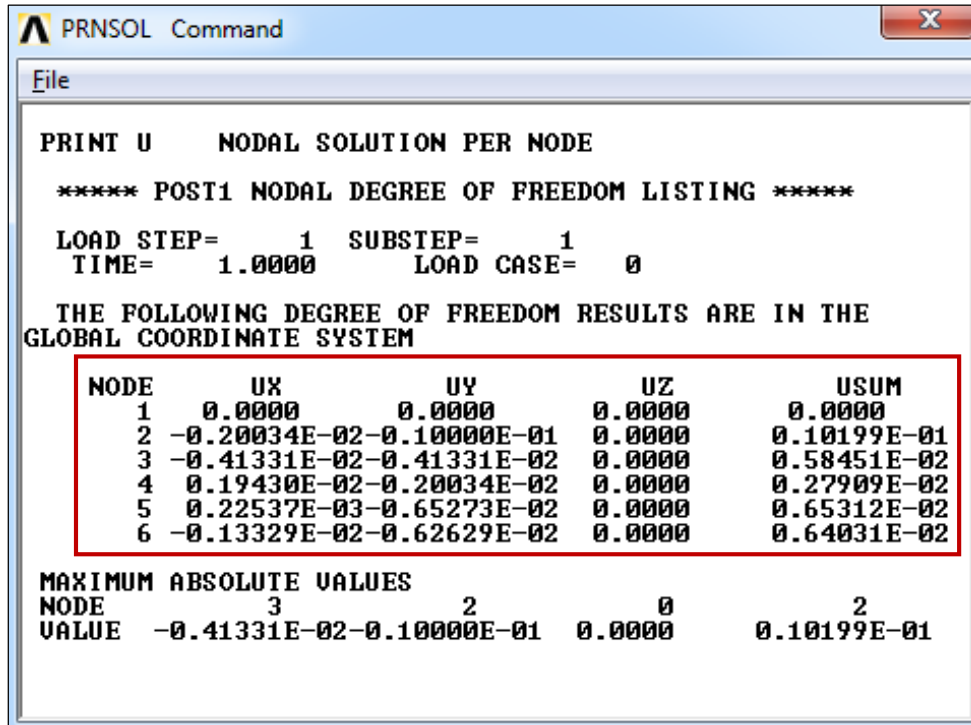 PRNSOL Command
File
PRINT U NODAL SOLUTION PER NODE
***** POST1 NODAL DEGREE OF FREEDOM LISTING *****
LOAD STEP= 1 SUBSTEP= 1
TIME= 1.0000 LOAD CASE= 0
THE FOLLOWING DEGREE OF FREEDOM RESULTS ARE IN THE
GLOBAL COORDINATE SYSTEM
NODE UX UY UZ USUM
1 0.0000 0.0000 0.0000 0.0000
2 -0.20034E-02-0.10000E-01 0.0000 0.10199E-01
3 -0.41331E-02-0.41331E-02 0.0000 0.58451E-02
4 0.19430E-02-0.20034E-02 0.0000 0.27909E-02
5 0.22537E-03-0.65273E-02 0.0000 0.65312E-02
6 -0.13329E-02-0.62629E-02 0.0000 0.64031E-02
MAXIMUM ABSOLUTE VALUES
NODE 3 2 0 2
VALUE -0.41331E-02-0.10000E-01 0.0000 0.10199E-01